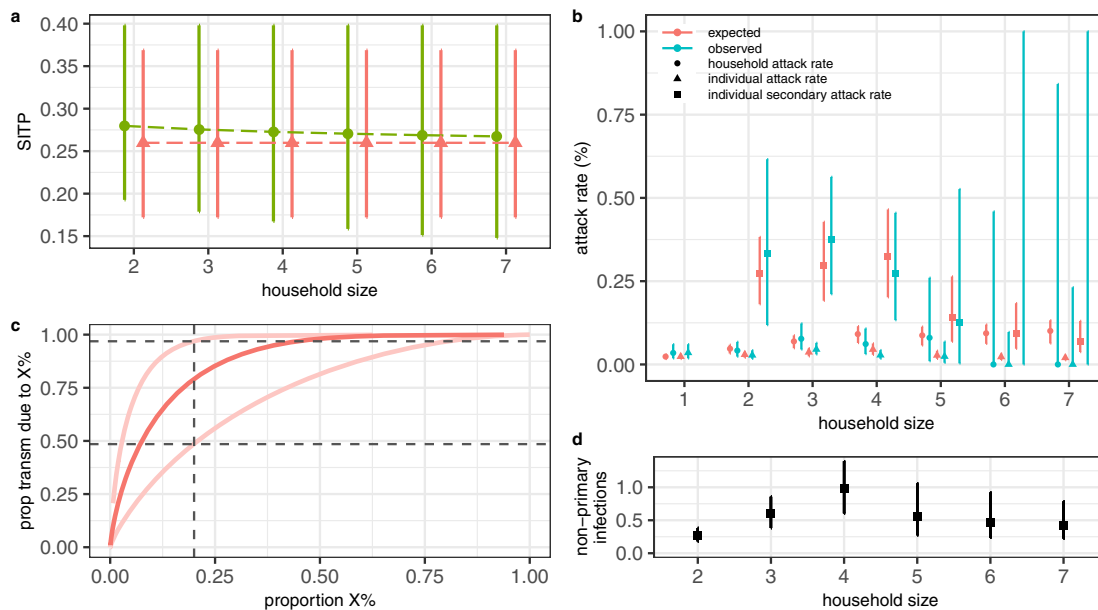 a
0.40
0.35
0.30
0.25
0.20
0.15
SITP
2 3 4 5 6 7
household size
b
expected
observed
household attack rate
individual attack rate
individual secondary attack rate
1.00
0.75
0.50
0.25
0.00
attack rate (%)
1 2 3 4 5 6 7
household size
c
1.00
0.75
0.50
0.25
0.00
prop transm due to X%
0.00 0.25 0.50 0.75 1.00
proportion X%
d
1.0
0.5
0.0
non−primary
infections
2 3 4 5 6 7
household size